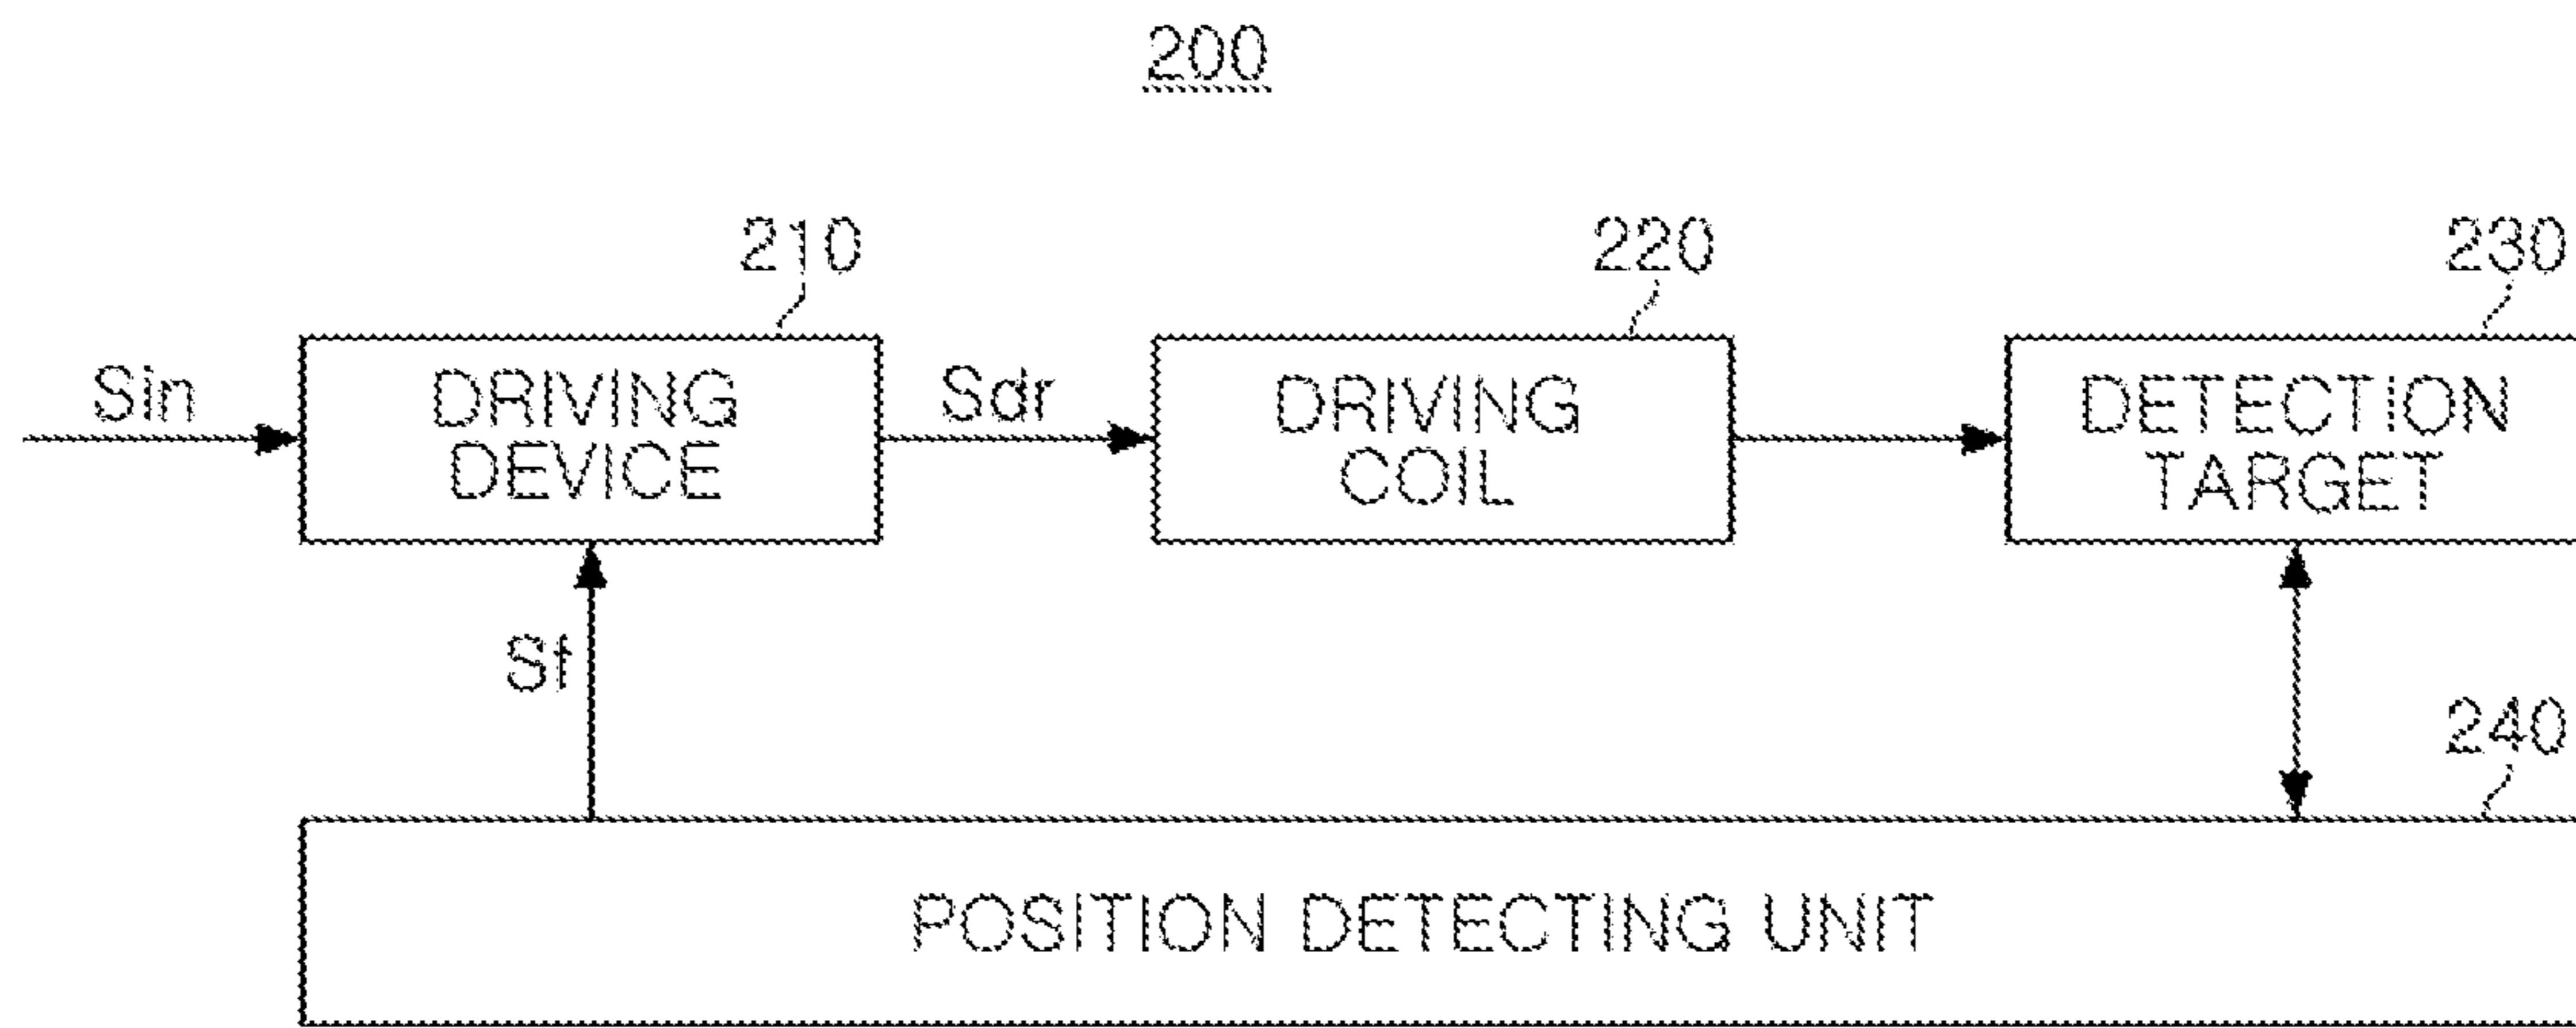 200
210
220
230
Sin
DRIVING
DEVICE
Sdr
DRIVING
COIL
DETECTION
TARGET
Sf
240
POSITION DETECTING UNIT